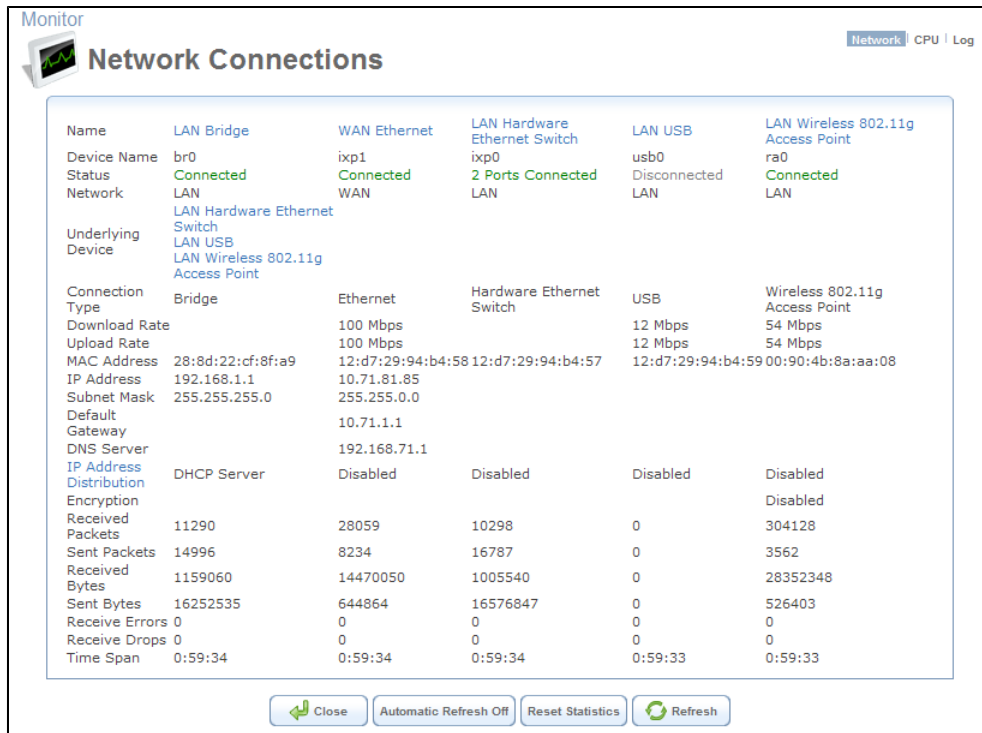 Monitor
Network | CPU | Log
Network Connections
Name LAN Bridge WAN Ethernet LAN Hardware Ethernet Switch LAN USB LAN Wireless 802.11g Access Point
Device Name br0 ixp1 ixp0 usb0 ra0
Status Connected Connected 2 Ports Connected Disconnected Connected
Network LAN WAN LAN LAN LAN
Underlying Device LAN Hardware Ethernet Switch LAN USB LAN Wireless 802.11g Access Point
Connection Type Bridge Ethernet Hardware Ethernet Switch USB Wireless 802.11g Access Point
Download Rate 100 Mbps 12 Mbps 54 Mbps
Upload Rate 100 Mbps 12 Mbps 54 Mbps
MAC Address 28:8d:22:cf:8f:a9 12:d7:29:94:b4:58 12:d7:29:94:b4:57 12:d7:29:94:b4:59 00:90:4b:8a:aa:08
IP Address 192.168.1.1 10.71.81.85
Subnet Mask 255.255.255.0 255.255.0.0
Default Gateway 10.71.1.1
DNS Server 192.168.71.1
IP Address Distribution DHCP Server Disabled Disabled Disabled Disabled
Encryption Disabled
Received Packets 11290 28059 10298 0 304128
Sent Packets 14996 8234 16787 0 3562
Received Bytes 1159060 14470050 1005540 0 28352348
Sent Bytes 16252535 644864 16576847 0 526403
Receive Errors 0 0 0 0 0
Receive Drops 0 0 0 0 0
Time Span 0:59:34 0:59:34 0:59:34 0:59:33 0:59:33
Close Automatic Refresh Off Reset Statistics Refresh